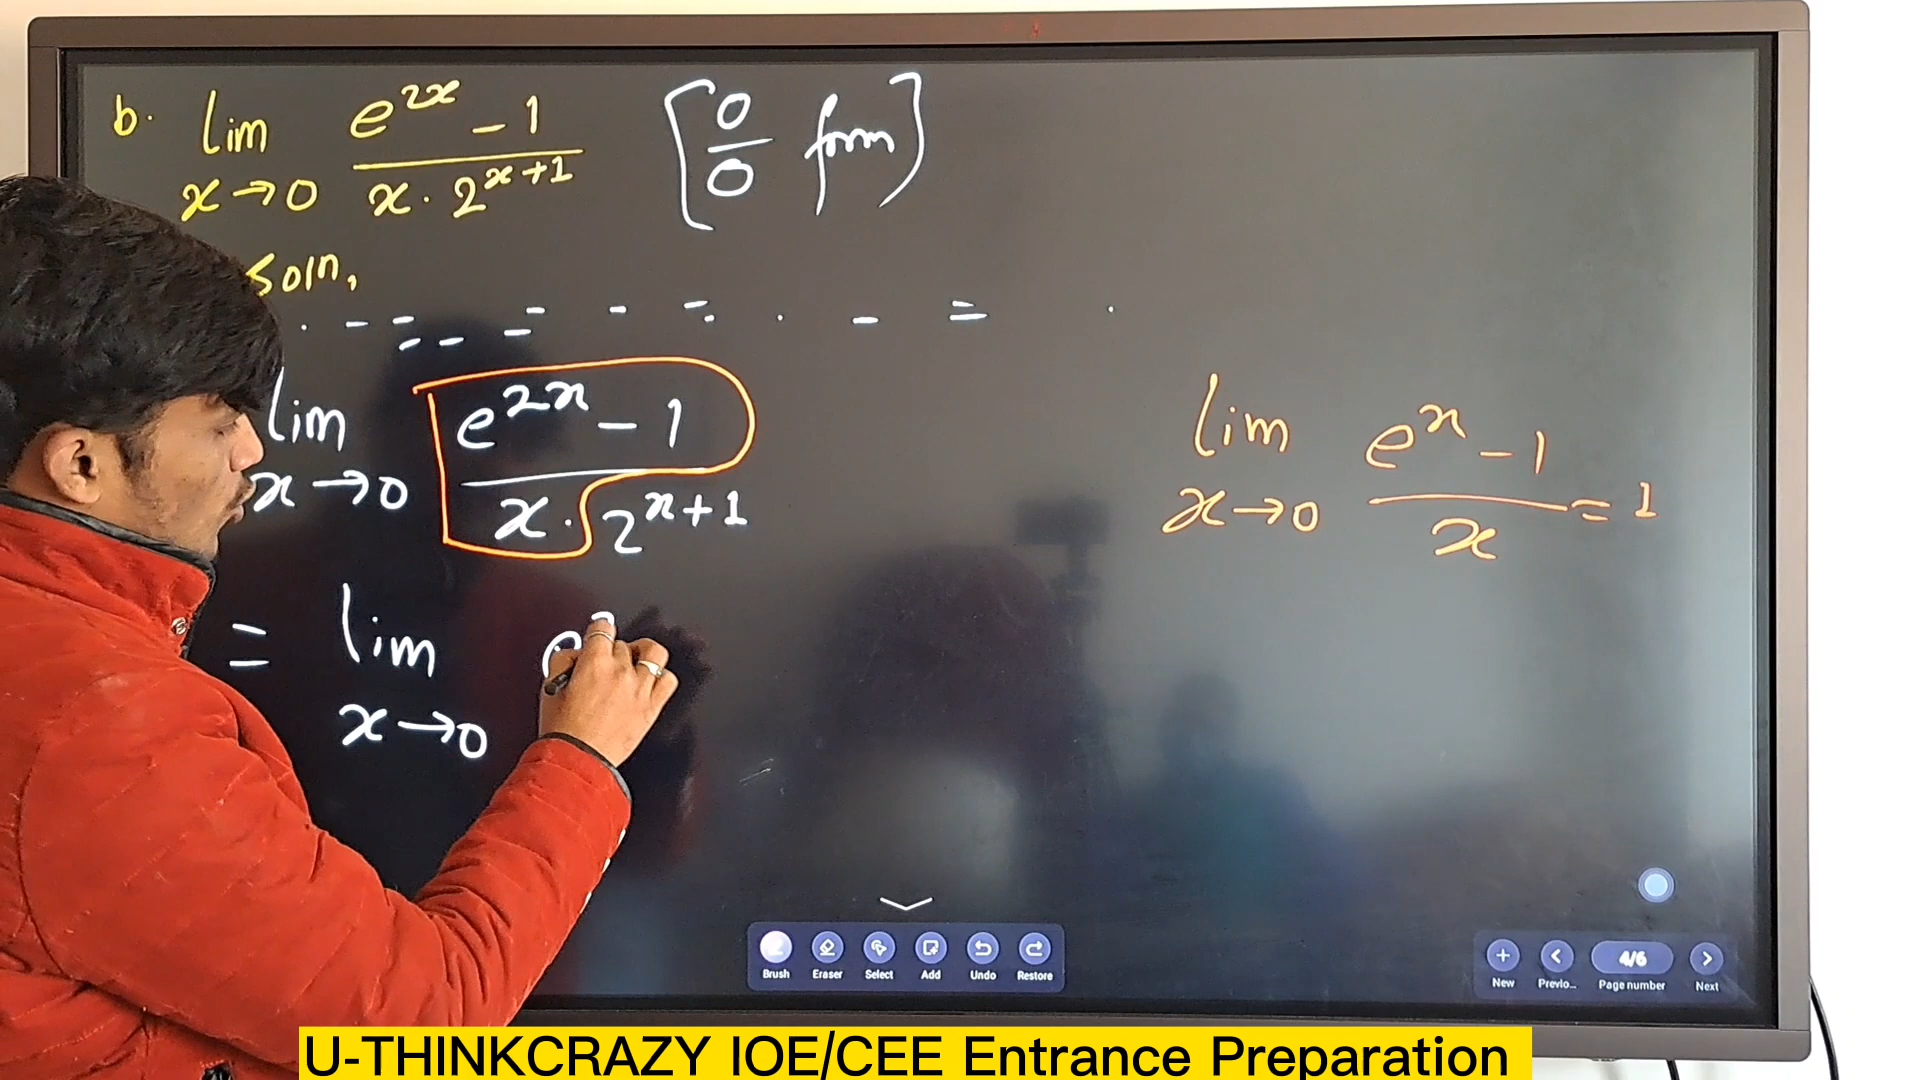 b. lim e^2x - 1 [0/0 form]
x→0 x · 2^x+1
Soln,
lim e^2x - 1
x→0 x · 2^x+1
lim e^x - 1 = 1
x→0 x
= lim e
x→0
Brush Eraser Select Add Undo Restore
New Previo... Page number Next
4/6
U-THINKCRAZY IOE/CEE Entrance Preparation